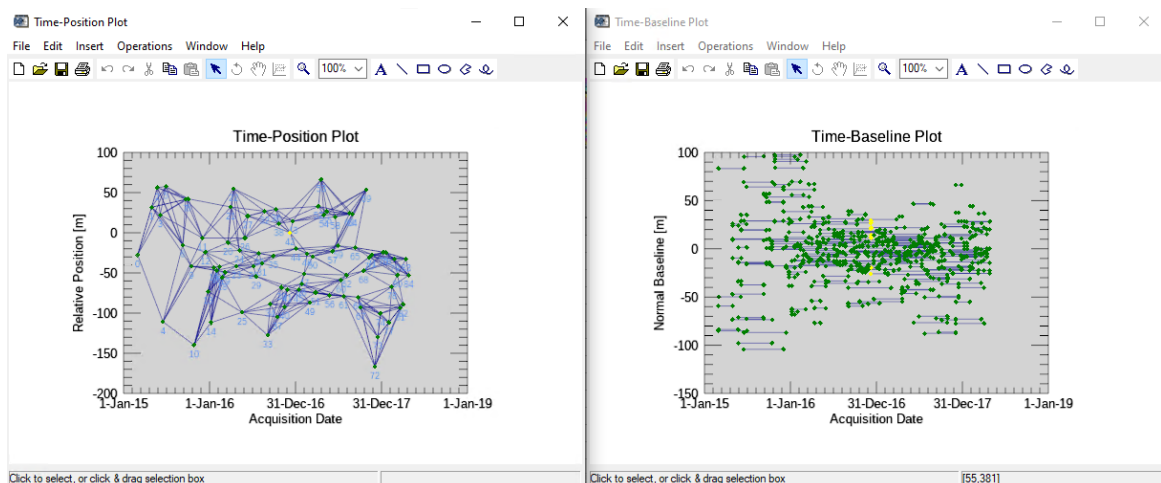 Time-Position Plot
File Edit Insert Operations Window Help
100%
Time-Position Plot
Relative Position [m]
100
50
0
-50
-100
-150
-200
0
4
10
14
25
29
33
44
49
56
72
1-Jan-15 1-Jan-16 31-Dec-16 31-Dec-17 1-Jan-19
Acquisition Date
Click to select, or click & drag selection box
Time-Baseline Plot
File Edit Insert Operations Window Help
100%
Time-Baseline Plot
Normal Baseline [m]
100
50
0
-50
-100
-150
1-Jan-15 1-Jan-16 31-Dec-16 31-Dec-17 1-Jan-19
Acquisition Date
Click to select, or click & drag selection box
[55,381]